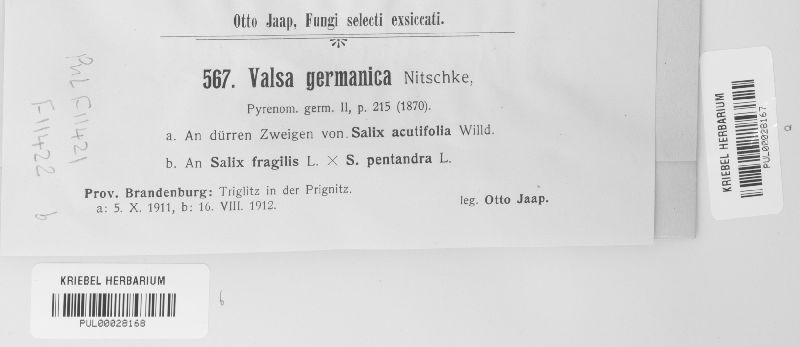 Otto Jaap, Fungi selecti exsiccati.
567. Valsa germanica Nitschke,
Pyrenom. germ. II, p. 215 (1870).
a. An dürren Zweigen von Salix acutifolia Willd.
b. An Salix fragilis L. × S. pentandra L.
Prov. Brandenburg: Triglitz in der Prignitz.
a: 5. X. 1911, b: 16. VIII. 1912.
leg. Otto Jaap.
PUL F11421
F11422 b
KRIEBEL HERBARIUM
PUL00028167
a
KRIEBEL HERBARIUM
PUL00028168
b